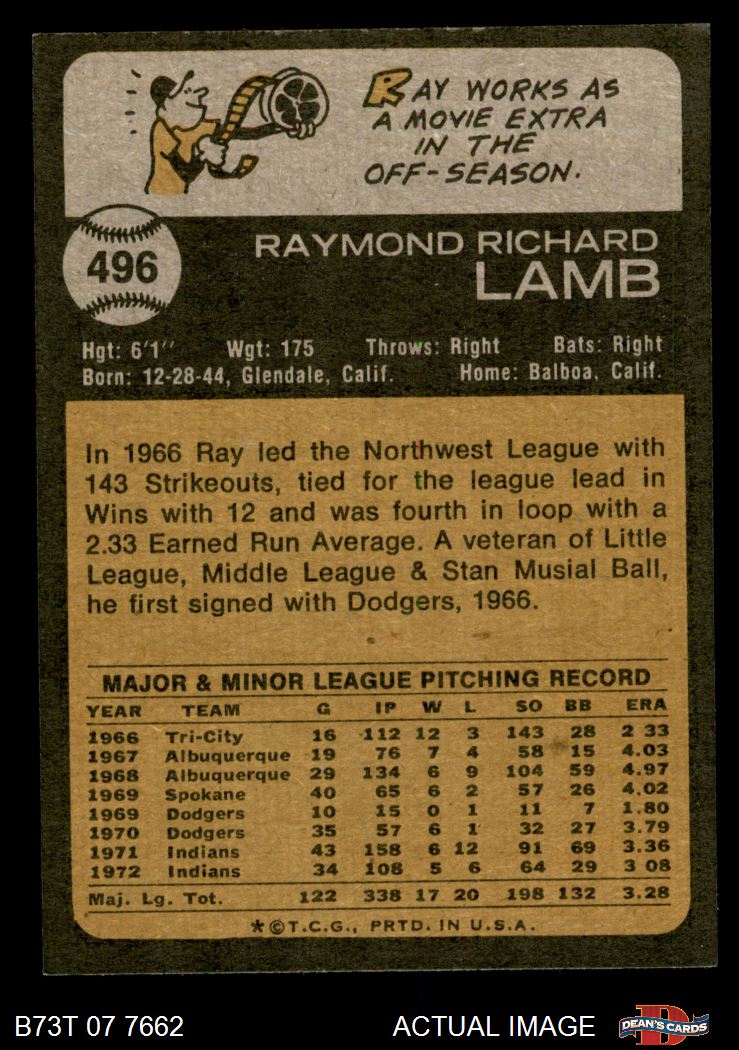 RAY WORKS AS
A MOVIE EXTRA
IN THE
OFF-SEASON.
496
RAYMOND RICHARD
LAMB
Hgt: 6'1" Wgt: 175 Throws: Right Bats: Right
Born: 12-28-44, Glendale, Calif. Home: Balboa, Calif.
In 1966 Ray led the Northwest League with
143 Strikeouts, tied for the league lead in
Wins with 12 and was fourth in loop with a
2.33 Earned Run Average. A veteran of Little
League, Middle League & Stan Musial Ball,
he first signed with Dodgers, 1966.
MAJOR & MINOR LEAGUE PITCHING RECORD
YEAR TEAM G IP W L SO BB ERA
1966 Tri-City 16 112 12 3 143 28 2 33
1967 Albuquerque 19 76 7 4 58 15 4.03
1968 Albuquerque 29 134 6 9 104 59 4.97
1969 Spokane 40 65 6 2 57 26 4.02
1969 Dodgers 10 15 0 1 11 7 1.80
1970 Dodgers 35 57 6 1 32 27 3.79
1971 Indians 43 158 6 12 91 69 3.36
1972 Indians 34 108 5 6 64 29 3 08
Maj. Lg. Tot. 122 338 17 20 198 132 3.28
*©T.C.G., PRTD. IN U.S.A.
B73T 07 7662 ACTUAL IMAGE D DEAN'S CARDS